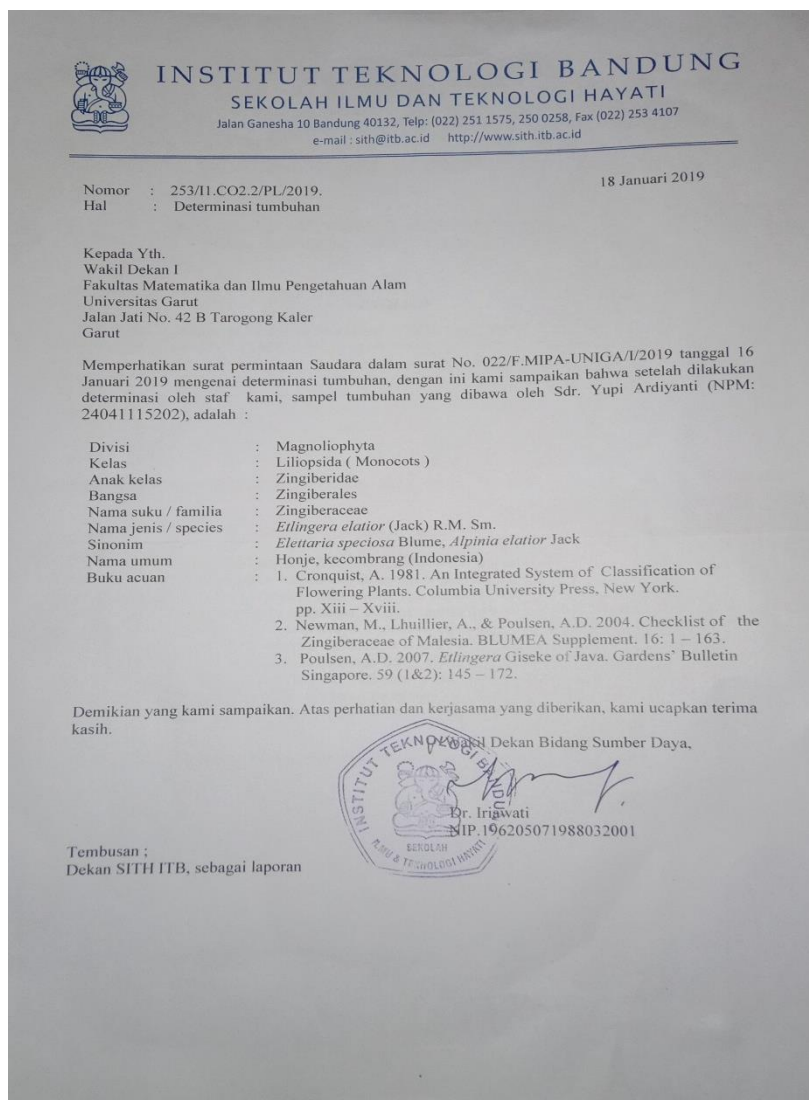 INSTITUT TEKNOLOGI BANDUNG
SEKOLAH ILMU DAN TEKNOLOGI HAYATI
Jalan Ganesha 10 Bandung 40132, Telp: (022) 251 1575, 250 0258, Fax (022) 253 4107
e-mail : sith@itb.ac.id http://www.sith.itb.ac.id
18 Januari 2019
Nomor : 253/I1.CO2.2/PL/2019.
Hal : Determinasi tumbuhan
Kepada Yth.
Wakil Dekan I
Fakultas Matematika dan Ilmu Pengetahuan Alam
Universitas Garut
Jalan Jati No. 42 B Tarogong Kaler
Garut
Memperhatikan surat permintaan Saudara dalam surat No. 022/F.MIPA-UNIGA/I/2019 tanggal 16
Januari 2019 mengenai determinasi tumbuhan, dengan ini kami sampaikan bahwa setelah dilakukan
determinasi oleh staf kami, sampel tumbuhan yang dibawa oleh Sdr. Yupi Ardiyanti (NPM:
24041115202), adalah :
Divisi : Magnoliophyta
Kelas : Liliopsida ( Monocots )
Anak kelas : Zingiberidae
Bangsa : Zingiberales
Nama suku / familia : Zingiberaceae
Nama jenis / species : Etlingera elatior (Jack) R.M. Sm.
Sinonim : Elettaria speciosa Blume, Alpinia elatior Jack
Nama umum : Honje, kecombrang (Indonesia)
Buku acuan : 1. Cronquist, A. 1981. An Integrated System of Classification of
Flowering Plants. Columbia University Press, New York.
pp. Xiii – Xviii.
2. Newman, M., Lhuillier, A., & Poulsen, A.D. 2004. Checklist of the
Zingiberaceae of Malesia. BLUMEA Supplement. 16: 1 – 163.
3. Poulsen, A.D. 2007. Etlingera Giseke of Java. Gardens' Bulletin
Singapore. 59 (1&2): 145 – 172.
Demikian yang kami sampaikan. Atas perhatian dan kerjasama yang diberikan, kami ucapkan terima
kasih.
Wakil Dekan Bidang Sumber Daya,
INSTITUT TEKNOLOGI BANDUNG
SEKOLAH
ILMU & TEKNOLOGI HAYATI
Dr. Iriawati
NIP.196205071988032001
Tembusan ;
Dekan SITH ITB, sebagai laporan